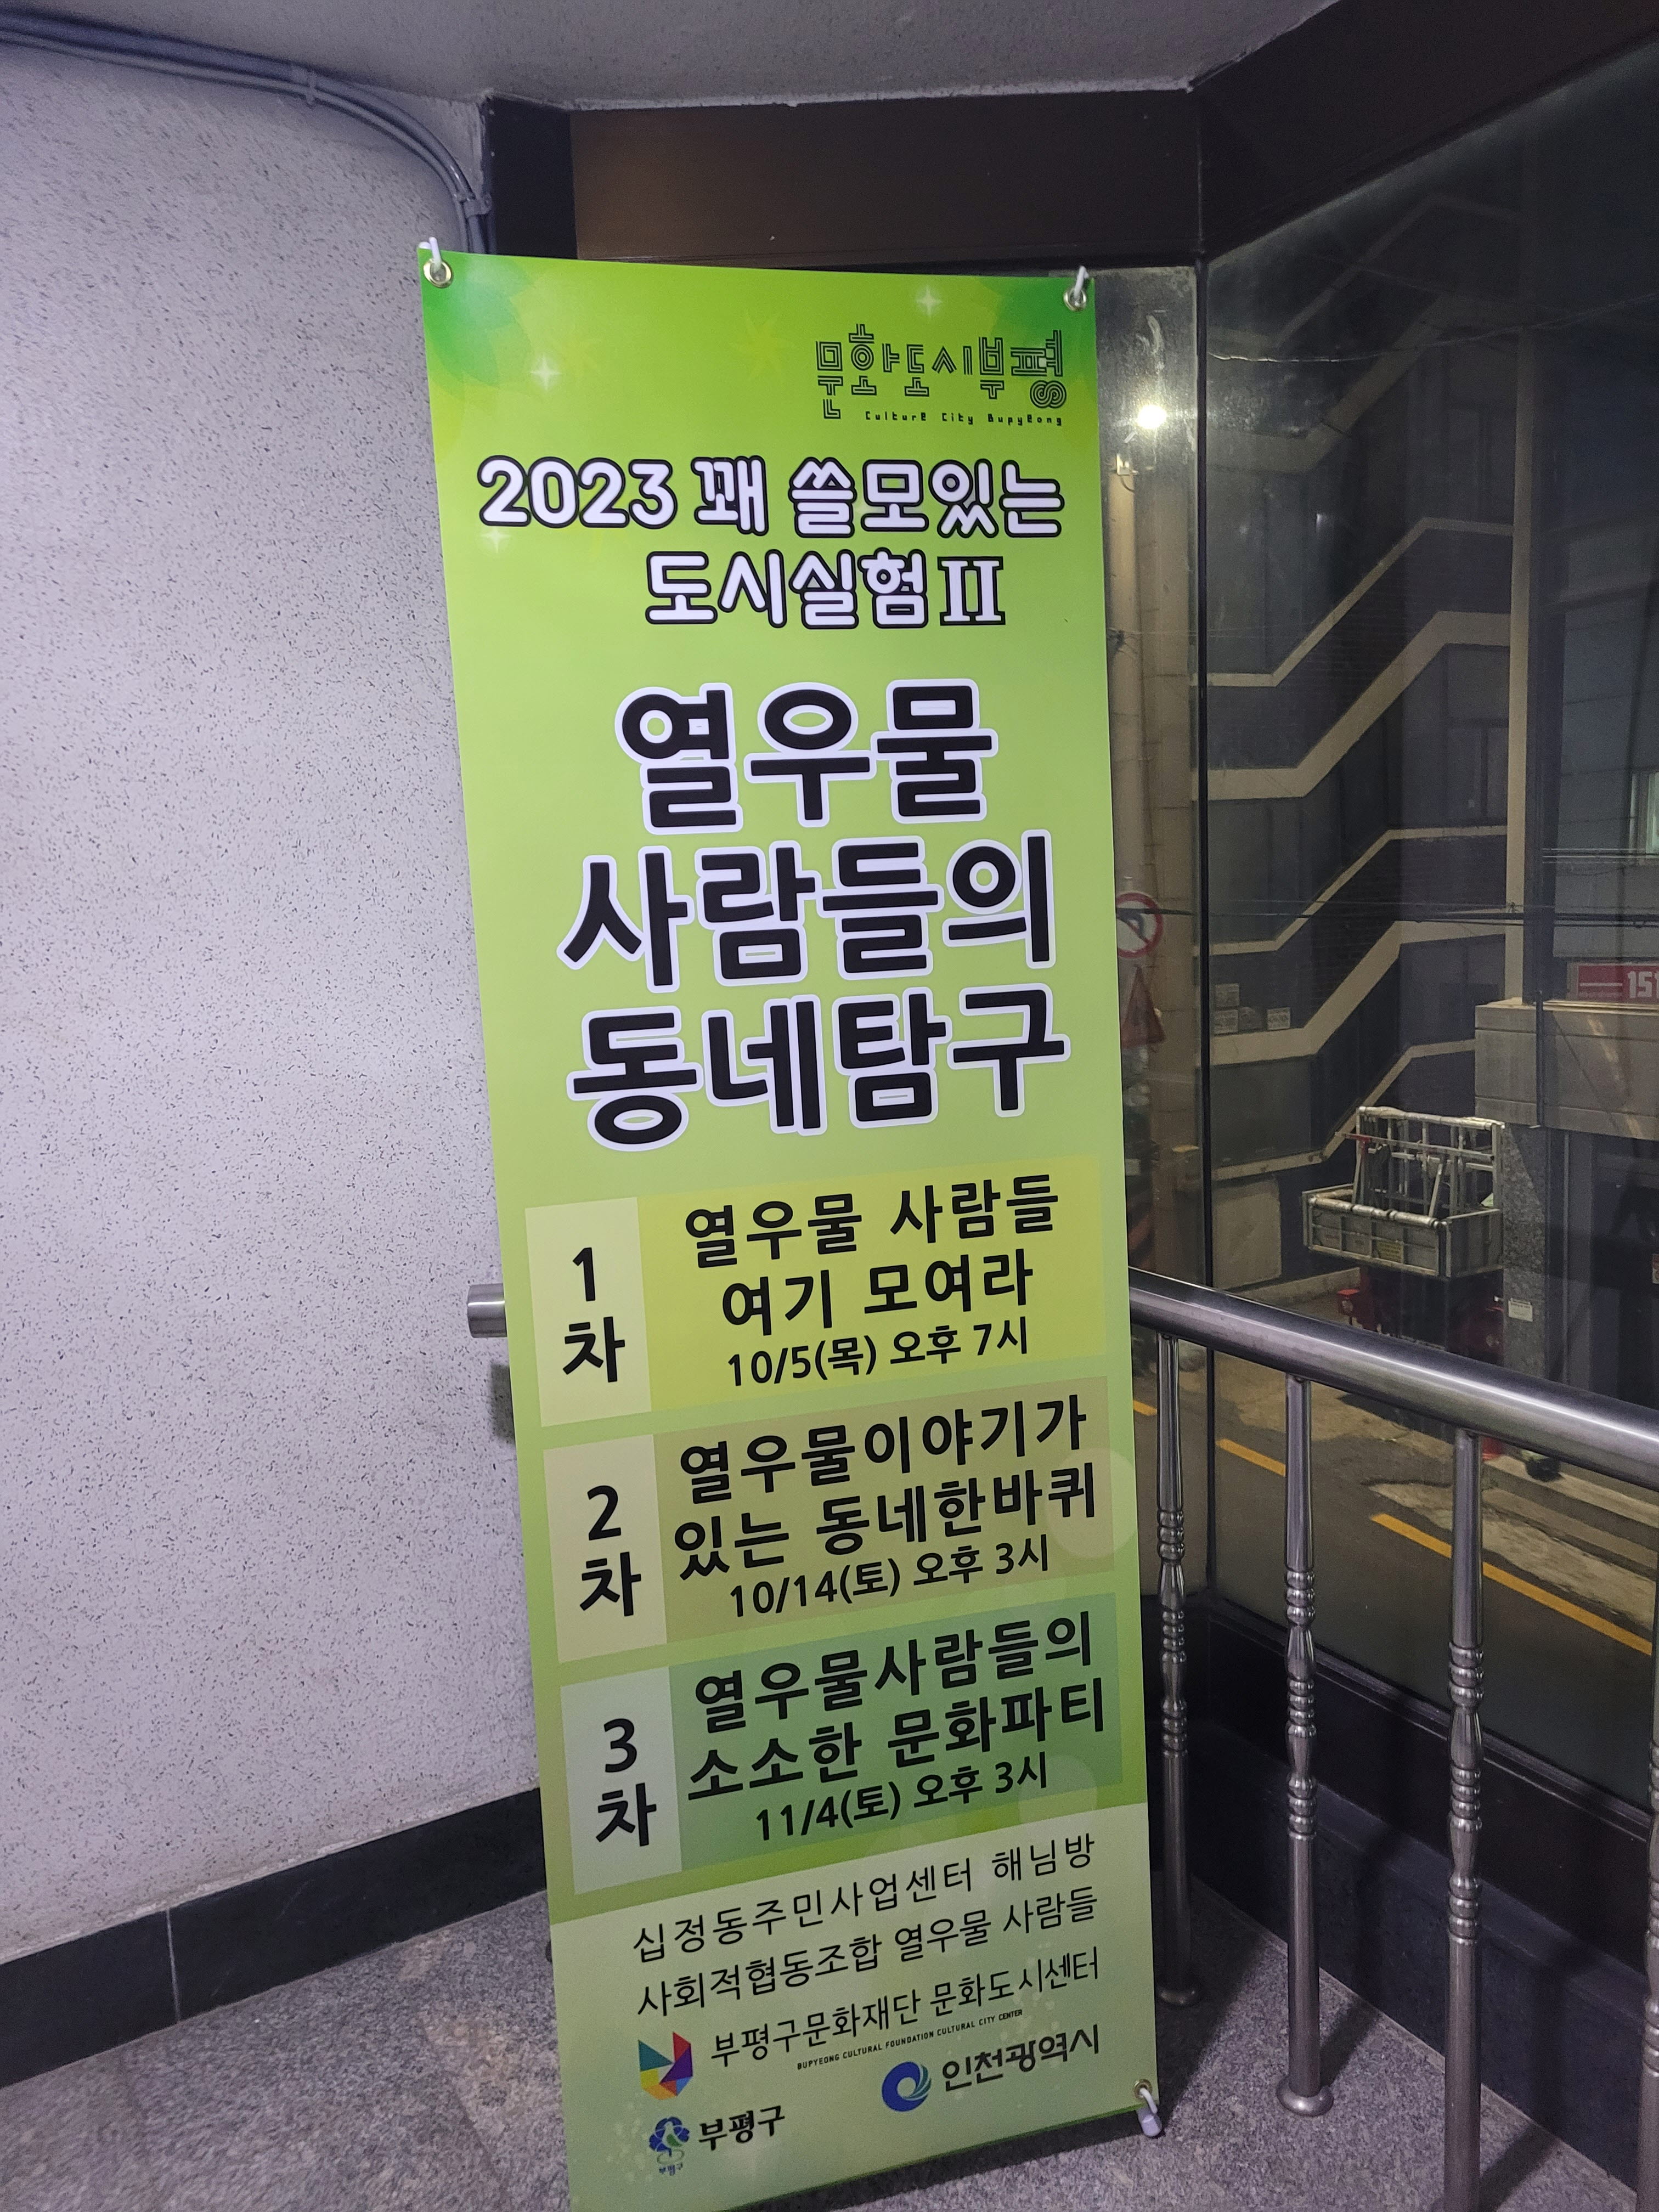 문화도시부평
Culture City Bupyeong
2023 꽤 쓸모있는
도시실험 II
열우물
사람들의
동네탐구
1
차
열우물 사람들
여기 모여라
10/5(목) 오후 7시
2
차
열우물이야기가
있는 동네한바퀴
10/14(토) 오후 3시
3
차
열우물사람들의
소소한 문화파티
11/4(토) 오후 3시
십정동주민사업센터 해님방
사회적협동조합 열우물 사람들
부평구문화재단 문화도시센터
BUPYEONG CULTURAL FOUNDATION CULTURAL CITY CENTER
인천광역시
부평구
부평구
151